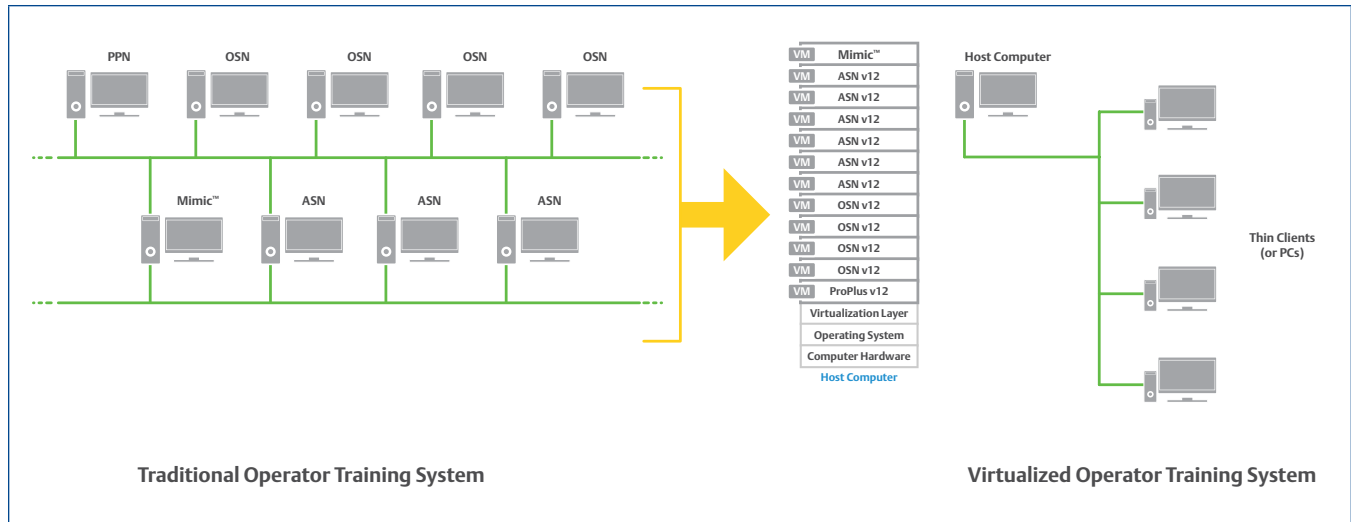 PPN
OSN
OSN
OSN
OSN
Mimic™
ASN
ASN
ASN
VM Mimic™
VM ASN v12
VM ASN v12
VM ASN v12
VM ASN v12
VM ASN v12
VM ASN v12
VM OSN v12
VM OSN v12
VM OSN v12
VM OSN v12
VM ProPlus v12
Virtualization Layer
Operating System
Computer Hardware
Host Computer
Host Computer
Thin Clients
(or PCs)
Traditional Operator Training System
Virtualized Operator Training System